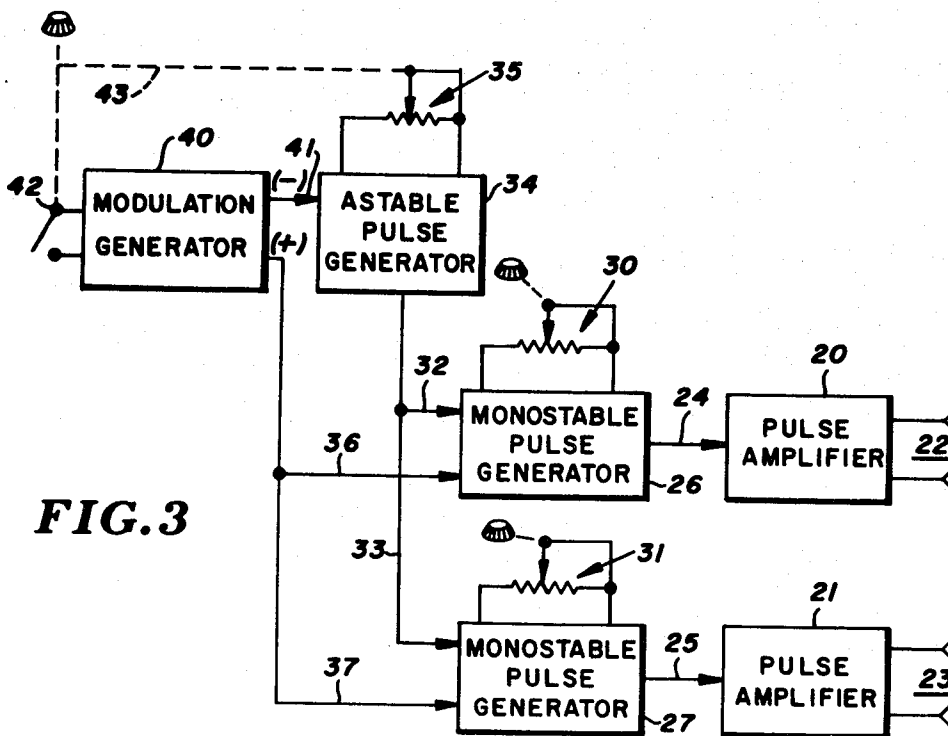 35
43
40
41
(-)
34
42
MODULATION
GENERATOR
(+)
ASTABLE
PULSE
GENERATOR
30
32
20
24
MONOSTABLE
PULSE
GENERATOR
PULSE
AMPLIFIER
22
36
26
FIG.3
33
31
21
25
MONOSTABLE
PULSE
GENERATOR
PULSE
AMPLIFIER
23
37
27